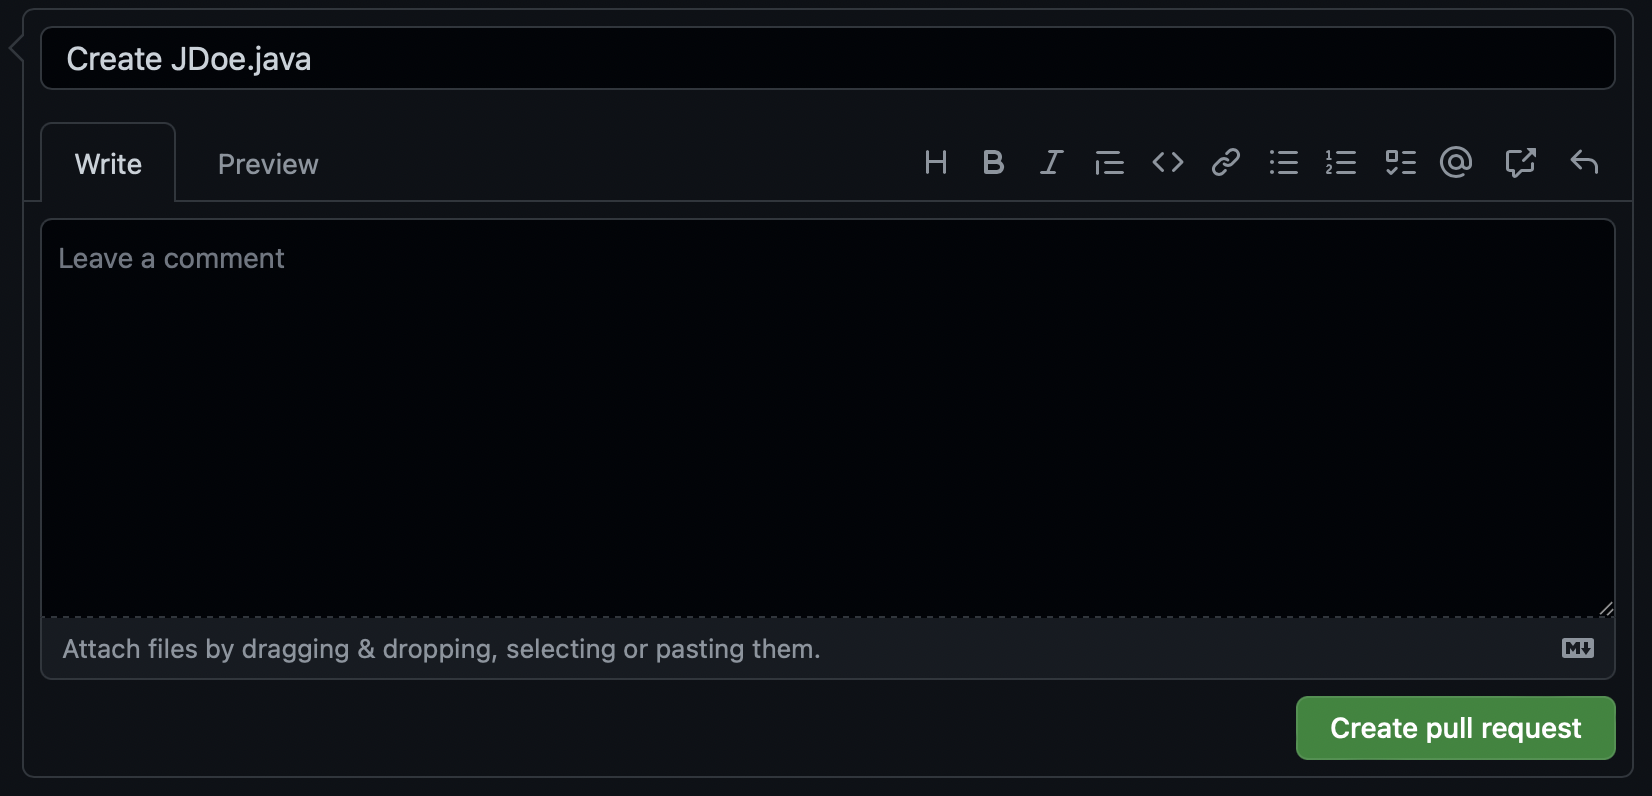 Create JDoe.java
Write Preview H B I @
Leave a comment
Attach files by dragging & dropping, selecting or pasting them.
Create pull request